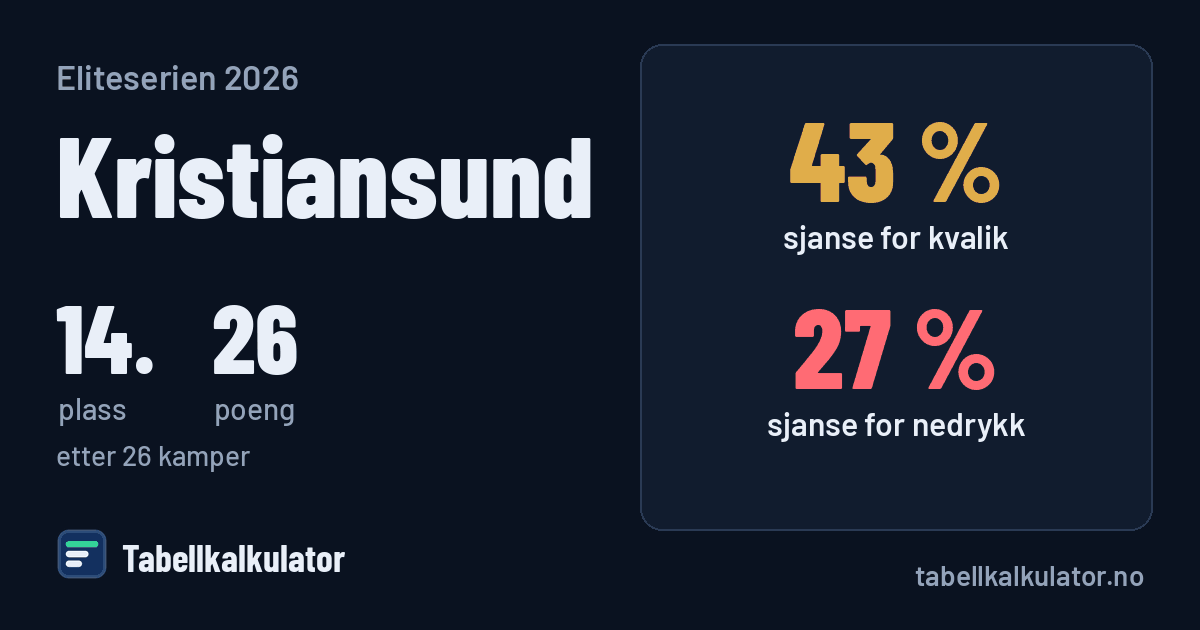 Eliteserien 2026
Kristiansund
14. 26
plass poeng
etter 26 kamper
Tabellkalkulator
43 %
sjanse for kvalik
27 %
sjanse for nedrykk
tabellkalkulator.no